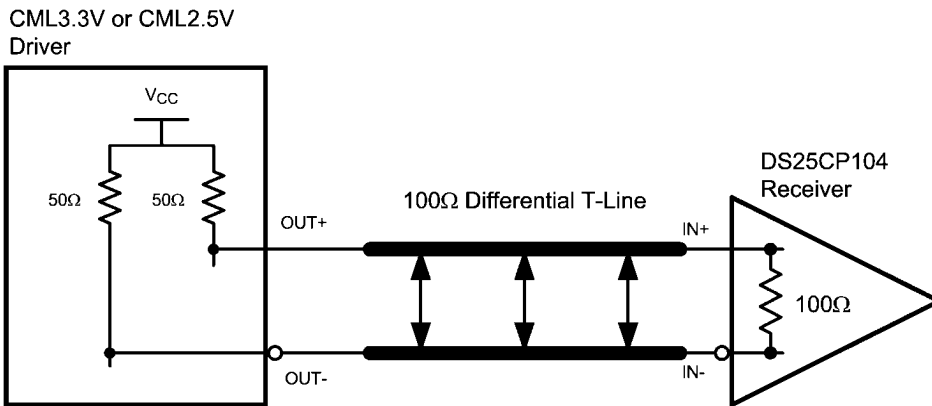 CML3.3V or CML2.5V
Driver
VCC
50Ω
50Ω
OUT+
100Ω Differential T-Line
IN+
DS25CP104
Receiver
100Ω
OUT-
IN-